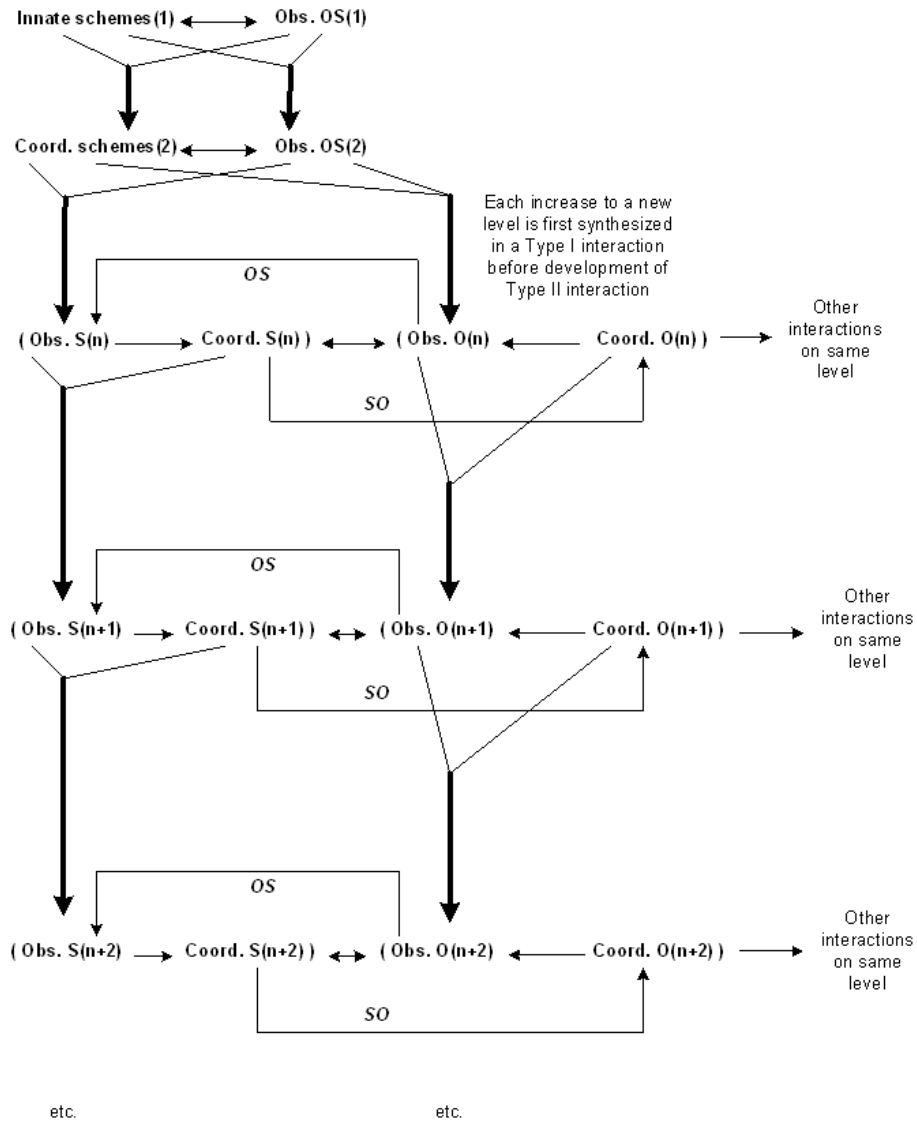 Innate schemes(1) Obs. OS(1)
Coord. schemes(2) Obs. OS(2)
Each increase to a new
level is first synthesized
in a Type I interaction
before development of
Type II interaction
OS
( Obs. S(n) Coord. S(n) ) ( Obs. O(n) Coord. O(n) )
Other
interactions
on same
level
SO
OS
( Obs. S(n+1) Coord. S(n+1) ) ( Obs. O(n+1) Coord. O(n+1) )
Other
interactions
on same
level
SO
OS
( Obs. S(n+2) Coord. S(n+2) ) ( Obs. O(n+2) Coord. O(n+2) )
Other
interactions
on same
level
SO
etc. etc.